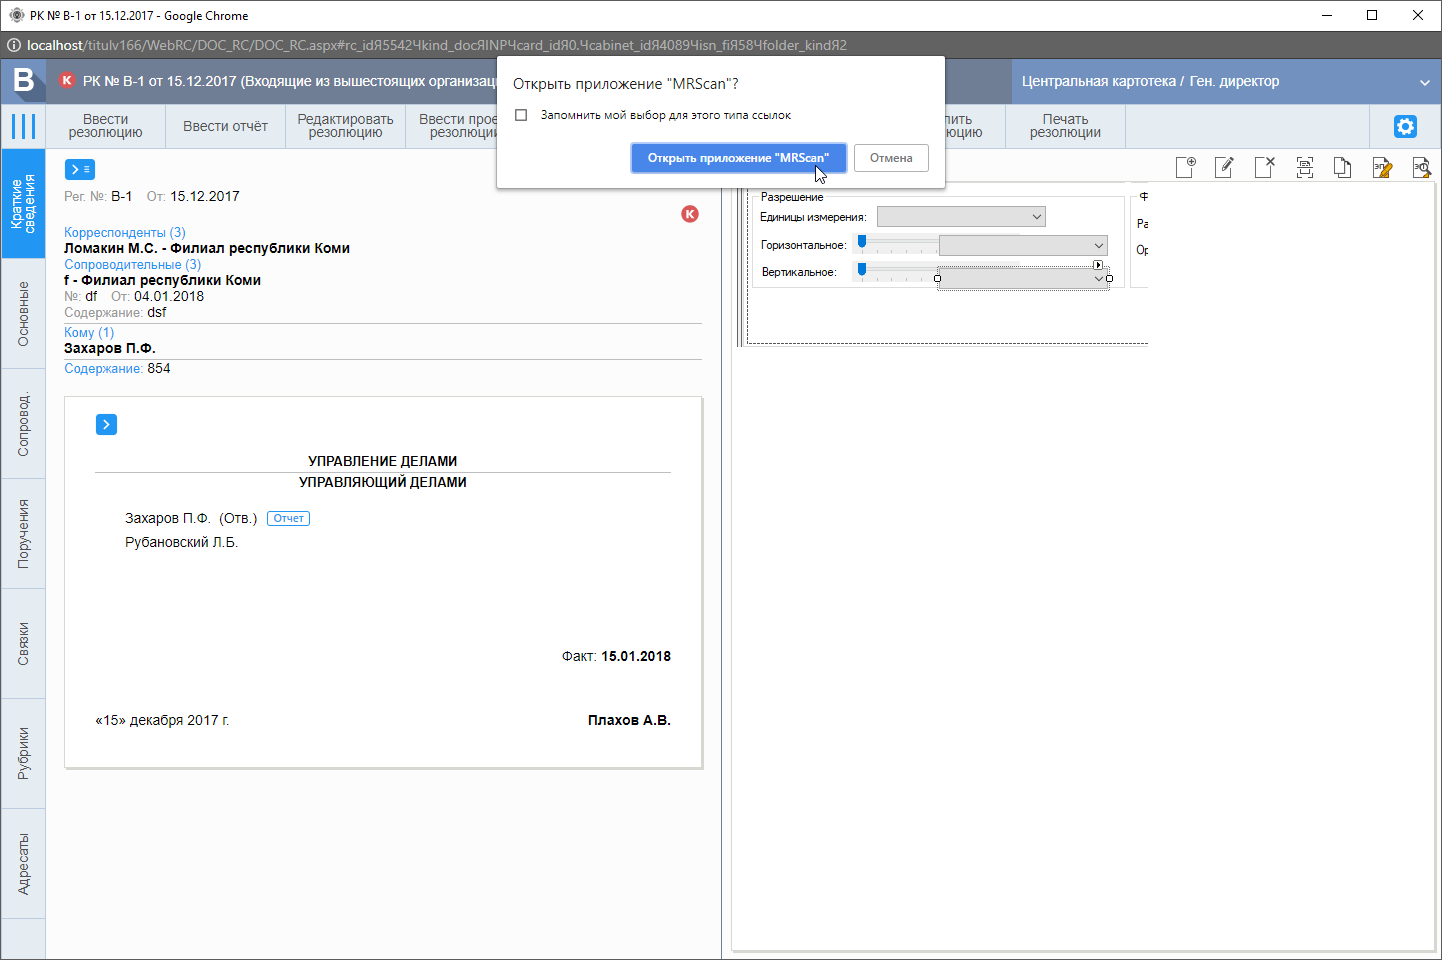 РК № В-1 от 15.12.2017 - Google Chrome
localhost/titulv166/WebRC/DOC_RC/DOC_RC.aspx#rc_idЯ5542Чkind_docЯINPЧcard_idЯ0.Чcabinet_idЯ4089Чisn_fiЯ58Чfolder_kindЯ2
В
К РК № В-1 от 15.12.2017 (Входящие из вышестоящих организац
Центральная картотека / Ген. директор
Открыть приложение "MRScan"?
Запомнить мой выбор для этого типа ссылок
Открыть приложение "MRScan"
Отмена
Ввести резолюцию
Ввести отчёт
Редактировать резолюцию
Ввести прое
резолюци
Печать резолюции
Краткие сведения
Основные
Сопровод.
Поручения
Связки
Рубрики
Адресаты
Рег. №: В-1 От: 15.12.2017
К
Корреспонденты (3)
Ломакин М.С. - Филиал республики Коми
Сопроводительные (3)
f - Филиал республики Коми
№: df От: 04.01.2018
Содержание: dsf
Кому (1)
Захаров П.Ф.
Содержание: 854
УПРАВЛЕНИЕ ДЕЛАМИ
УПРАВЛЯЮЩИЙ ДЕЛАМИ
Захаров П.Ф. (Отв.) Отчет
Рубановский Л.Б.
Факт: 15.01.2018
«15» декабря 2017 г. Плахов А.В.
ЭП
ЭП
Разрешение
Единицы измерения:
Горизонтальное:
Вертикальное:
Ф
Ра
Ор